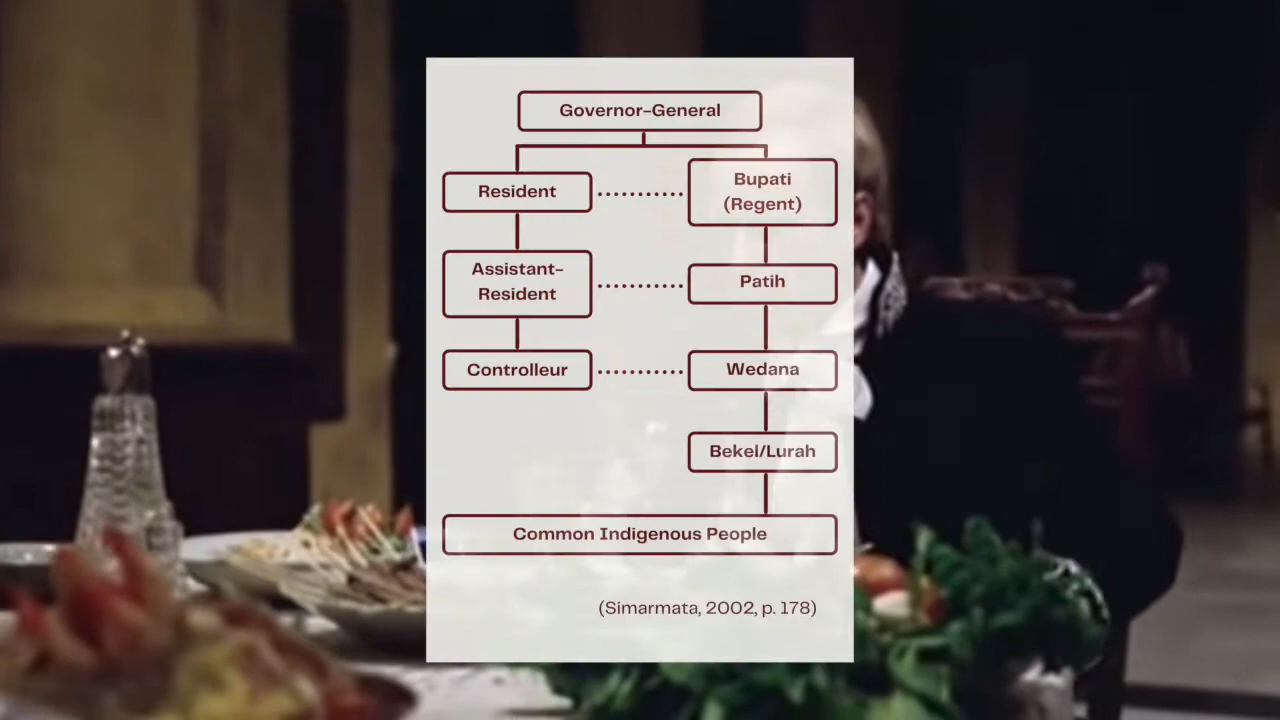 Governor–General
Resident
Bupati
(Regent)
Assistant–
Resident
Patih
Controlleur
Wedana
Bekel/Lurah
Common Indigenous People
(Simarmata, 2002, p. 178)